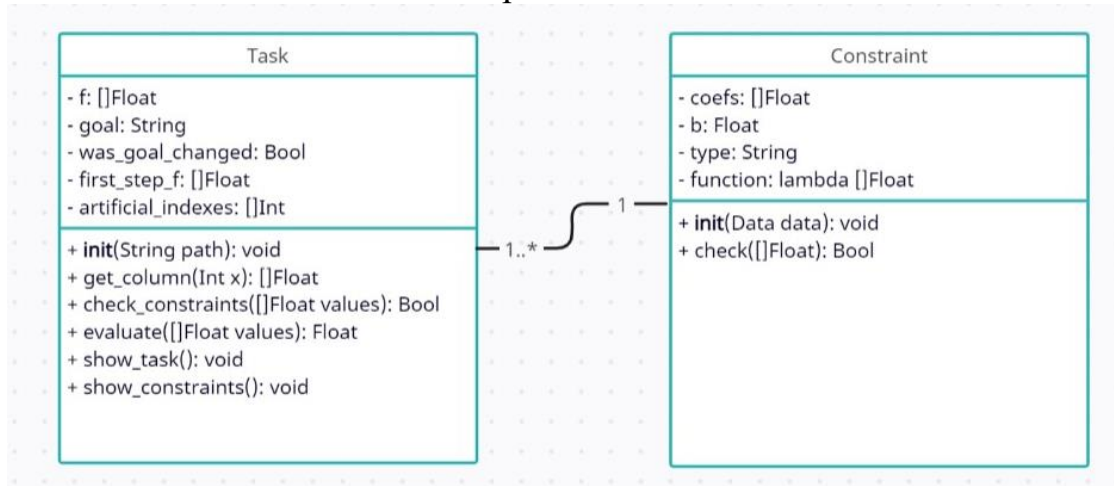 Task
- f: []Float
- goal: String
- was_goal_changed: Bool
- first_step_f: []Float
- artificial_indexes: []Int
+ init(String path): void
+ get_column(Int x): []Float
+ check_constraints([]Float values): Bool
+ evaluate([]Float values): Float
+ show_task(): void
+ show_constraints(): void
1..*
1
Constraint
- coefs: []Float
- b: Float
- type: String
- function: lambda []Float
+ init(Data data): void
+ check([]Float): Bool